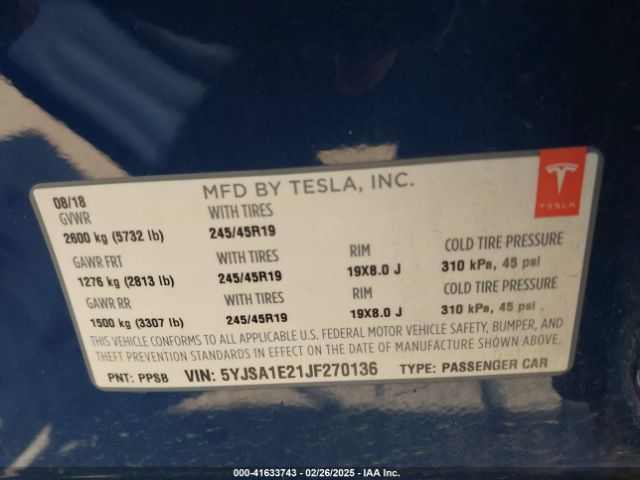 08/18 MFD BY TESLA, INC.
GVWR WITH TIRES
2600 kg (5732 lb) 245/45R19
GAWR FRT WITH TIRES RIM COLD TIRE PRESSURE
1276 kg (2813 lb) 245/45R19 19X8.0 J 310 kPa, 45 psi
GAWR RR WITH TIRES RIM COLD TIRE PRESSURE
1500 kg (3307 lb) 245/45R19 19X8.0 J 310 kPa, 45 psi
THIS VEHICLE CONFORMS TO ALL APPLICABLE U.S. FEDERAL MOTOR VEHICLE SAFETY, BUMPER, AND
THEFT PREVENTION STANDARDS IN EFFECT ON THE DATE OF MANUFACTURE SHOWN ABOVE.
PNT: PPSB VIN: 5YJSA1E21JF270136 TYPE: PASSENGER CAR
TESLA
000-41633743 - 02/26/2025 - IAA Inc.